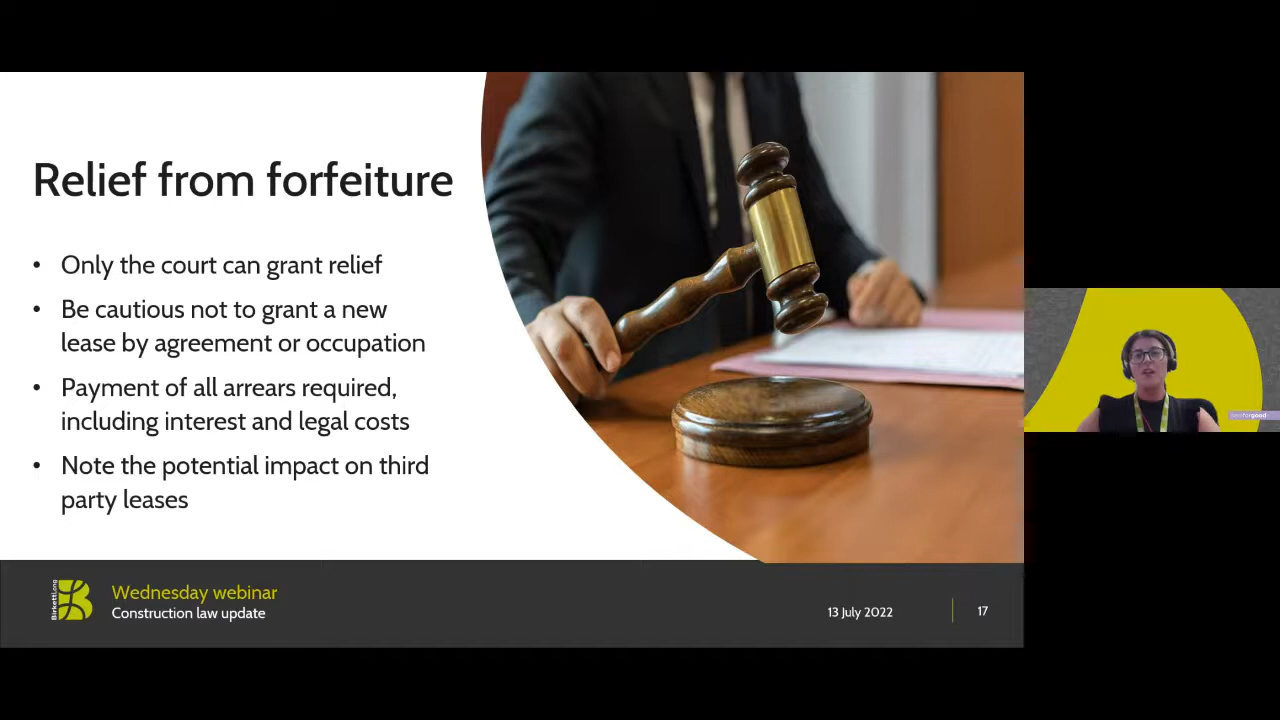 Relief from forfeiture
• Only the court can grant relief
• Be cautious not to grant a new
lease by agreement or occupation
• Payment of all arrears required,
including interest and legal costs
• Note the potential impact on third
party leases
BirkettLong
Wednesday webinar
Construction law update
13 July 2022
17